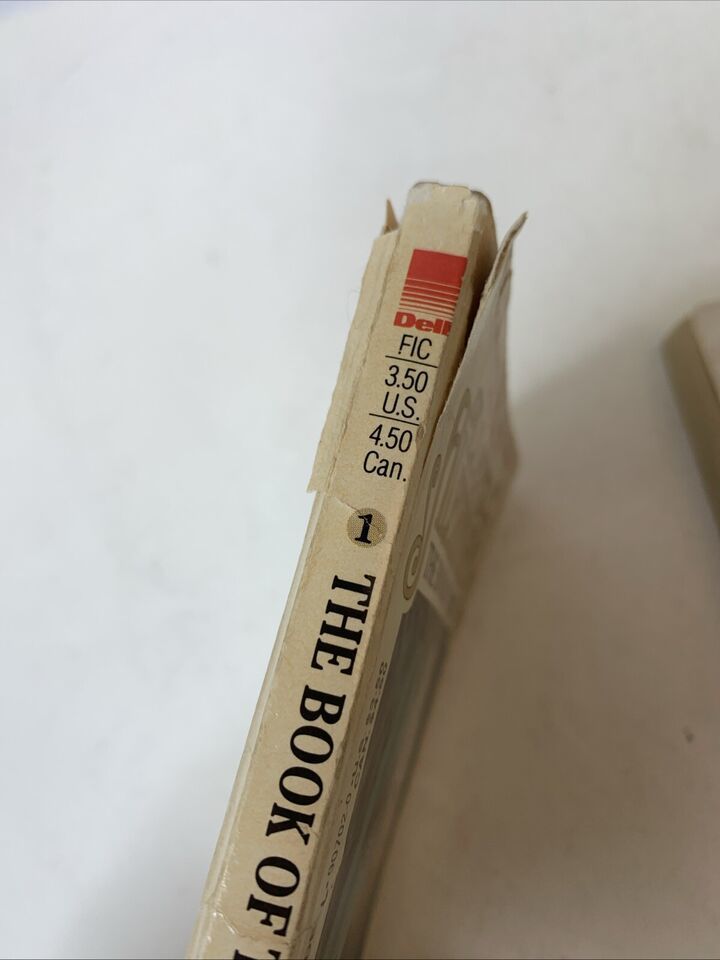 Dell
FIC
3.50
U.S.
4.50
Can.
1
THE BOOK OF